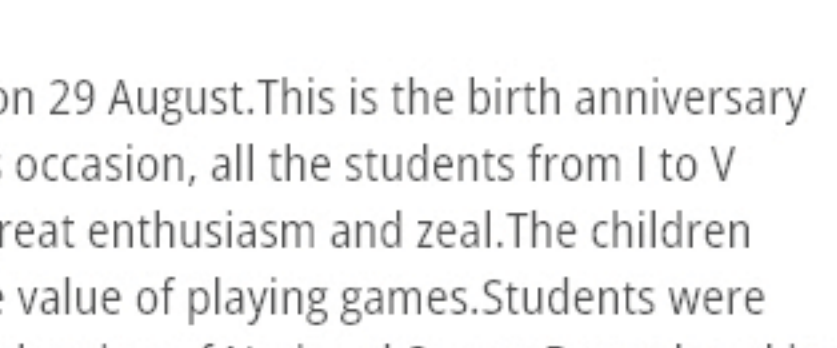 on 29 August.This is the birth anniversary
occasion, all the students from I to V
enthusiasm and zeal.The children
value of playing games.Students were